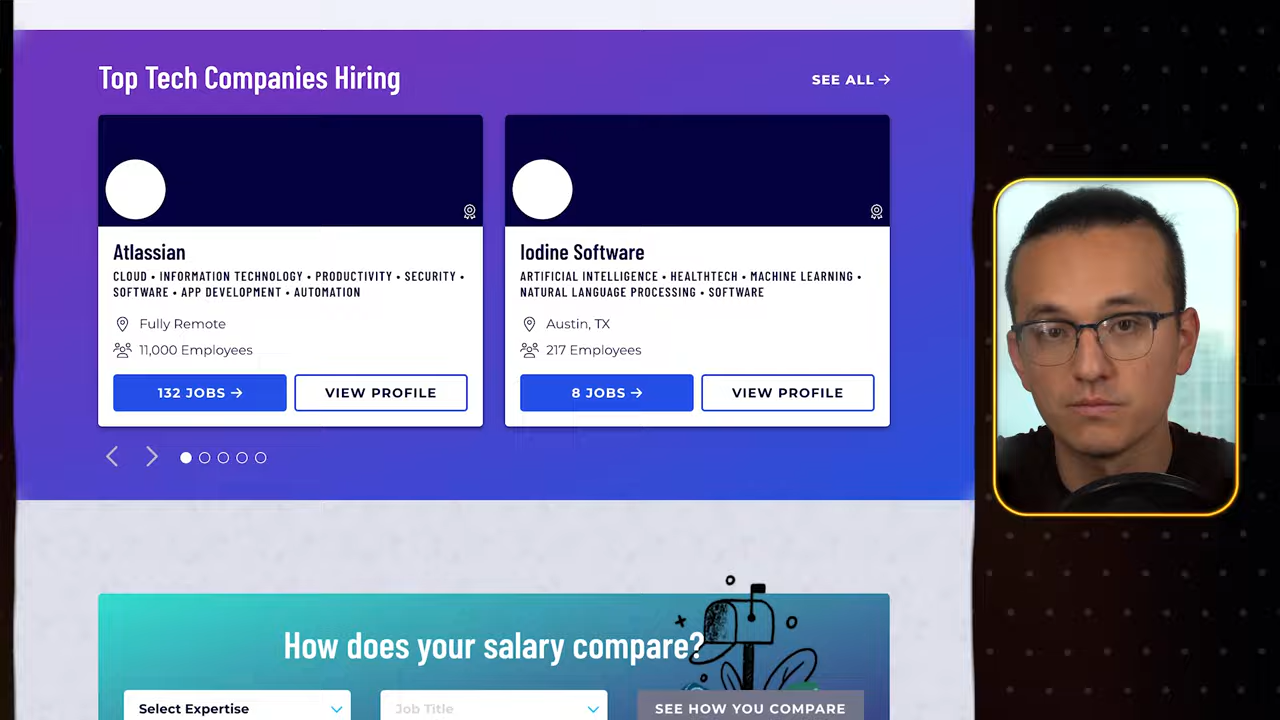 Top Tech Companies Hiring
SEE ALL →
Atlassian
CLOUD • INFORMATION TECHNOLOGY • PRODUCTIVITY • SECURITY •
SOFTWARE • APP DEVELOPMENT • AUTOMATION
Fully Remote
11,000 Employees
132 JOBS →
VIEW PROFILE
Iodine Software
ARTIFICIAL INTELLIGENCE • HEALTHTECH • MACHINE LEARNING •
NATURAL LANGUAGE PROCESSING • SOFTWARE
Austin, TX
217 Employees
8 JOBS →
VIEW PROFILE
How does your salary compare?
Select Expertise
Job Title
SEE HOW YOU COMPARE